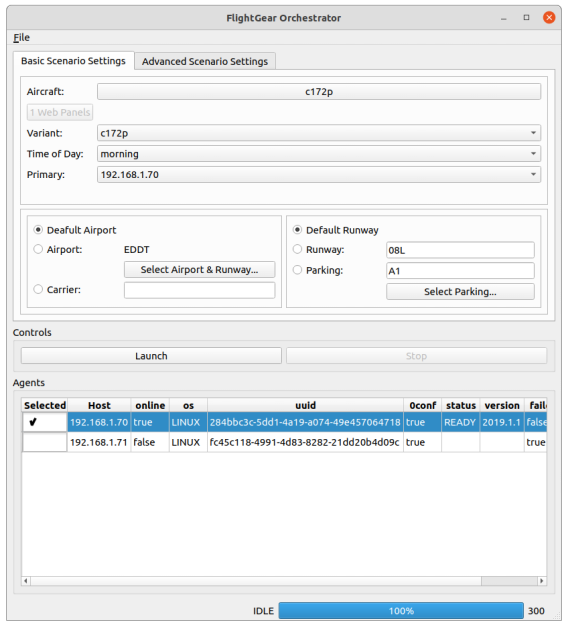 FlightGear Orchestrator
File
Basic Scenario Settings Advanced Scenario Settings
Aircraft: c172p
1 Web Panels
Variant: c172p
Time of Day: morning
Primary: 192.168.1.70
Deafult Airport Default Runway
Airport: EDDT Runway: 08L
Select Airport & Runway... Parking: A1
Carrier: Select Parking...
Controls
Launch Stop
Agents
Selected Host online os uuid 0conf status version fail
192.168.1.70 true LINUX 284bbc3c-5dd1-4a19-a074-49e457064718 true READY 2019.1.1 false
192.168.1.71 false LINUX fc45c118-4991-4d83-8282-21dd20b4d09c true true
IDLE 100% 300